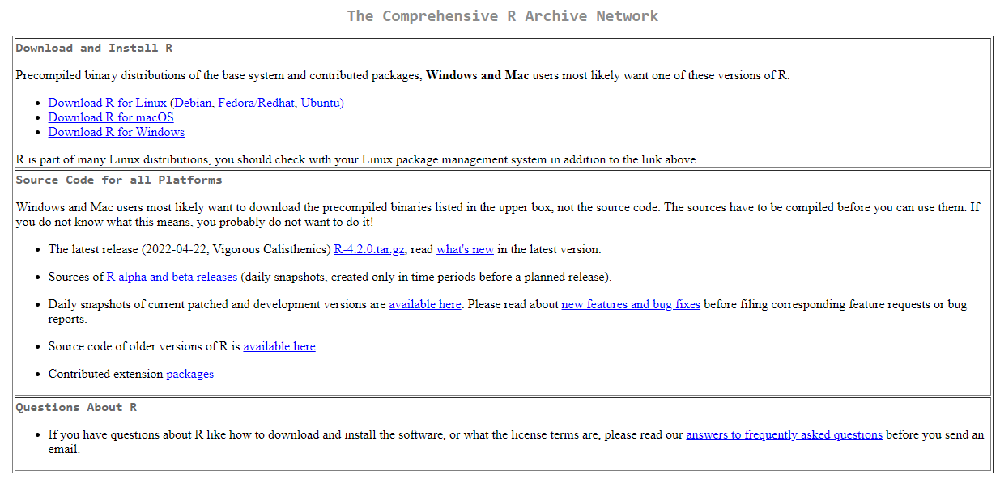 The Comprehensive R Archive Network
Download and Install R
Precompiled binary distributions of the base system and contributed packages, Windows and Mac users most likely want one of these versions of R:
Download R for Linux (Debian, Fedora/Redhat, Ubuntu)
Download R for macOS
Download R for Windows
R is part of many Linux distributions, you should check with your Linux package management system in addition to the link above.
Source Code for all Platforms
Windows and Mac users most likely want to download the precompiled binaries listed in the upper box, not the source code. The sources have to be compiled before you can use them. If
you do not know what this means, you probably do not want to do it!
The latest release (2022-04-22, Vigorous Calisthenics) R-4.2.0.tar.gz, read what's new in the latest version.
Sources of R alpha and beta releases (daily snapshots, created only in time periods before a planned release).
Daily snapshots of current patched and development versions are available here. Please read about new features and bug fixes before filing corresponding feature requests or bug
reports.
Source code of older versions of R is available here.
Contributed extension packages
Questions About R
If you have questions about R like how to download and install the software, or what the license terms are, please read our answers to frequently asked questions before you send an
email.